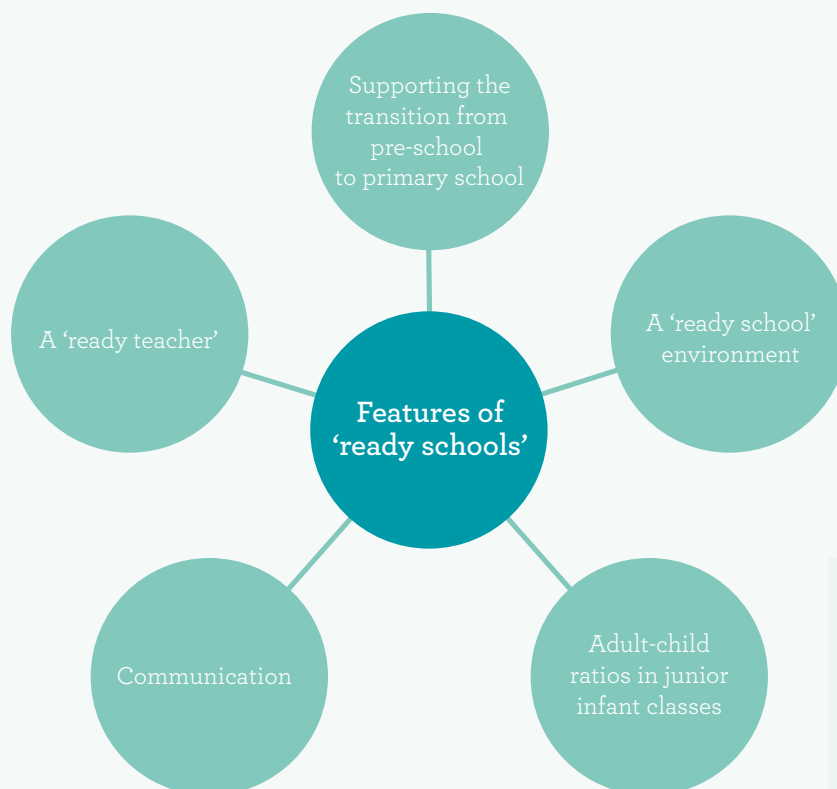 Supporting the
transition from
pre-school
to primary school
A ‘ready teacher’
A ‘ready school’
environment
Features of
‘ready schools’
Communication
Adult-child
ratios in junior
infant classes